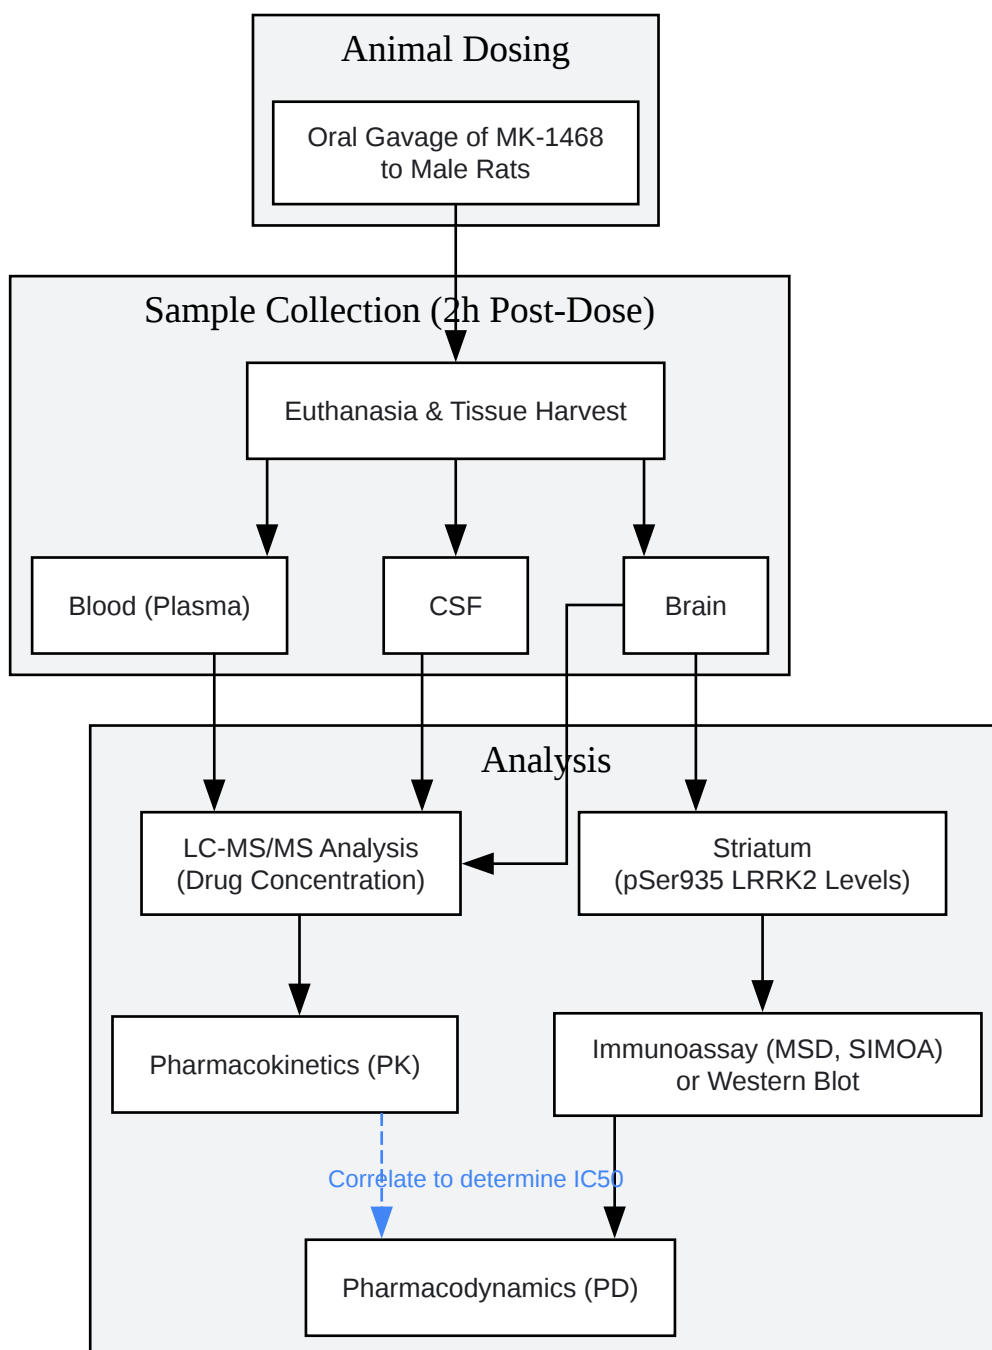 Animal Dosing
Oral Gavage of MK-1468
to Male Rats
Sample Collection (2h Post-Dose)
Euthanasia & Tissue Harvest
Blood (Plasma)
CSF
Brain
Analysis
LC-MS/MS Analysis
(Drug Concentration)
Striatum
(pSer935 LRRK2 Levels)
Pharmacokinetics (PK)
Immunoassay (MSD, SIMOA)
or Western Blot
Correlate to determine IC50
Pharmacodynamics (PD)